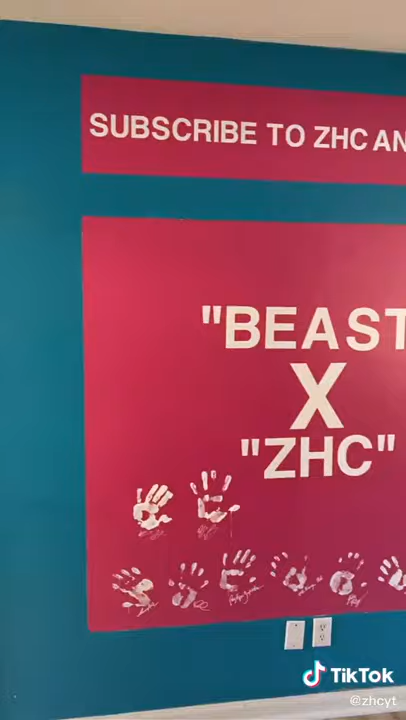 SUBSCRIBE TO ZHC AN
"BEAST
X
"ZHC"
TikTok
@zhcyt